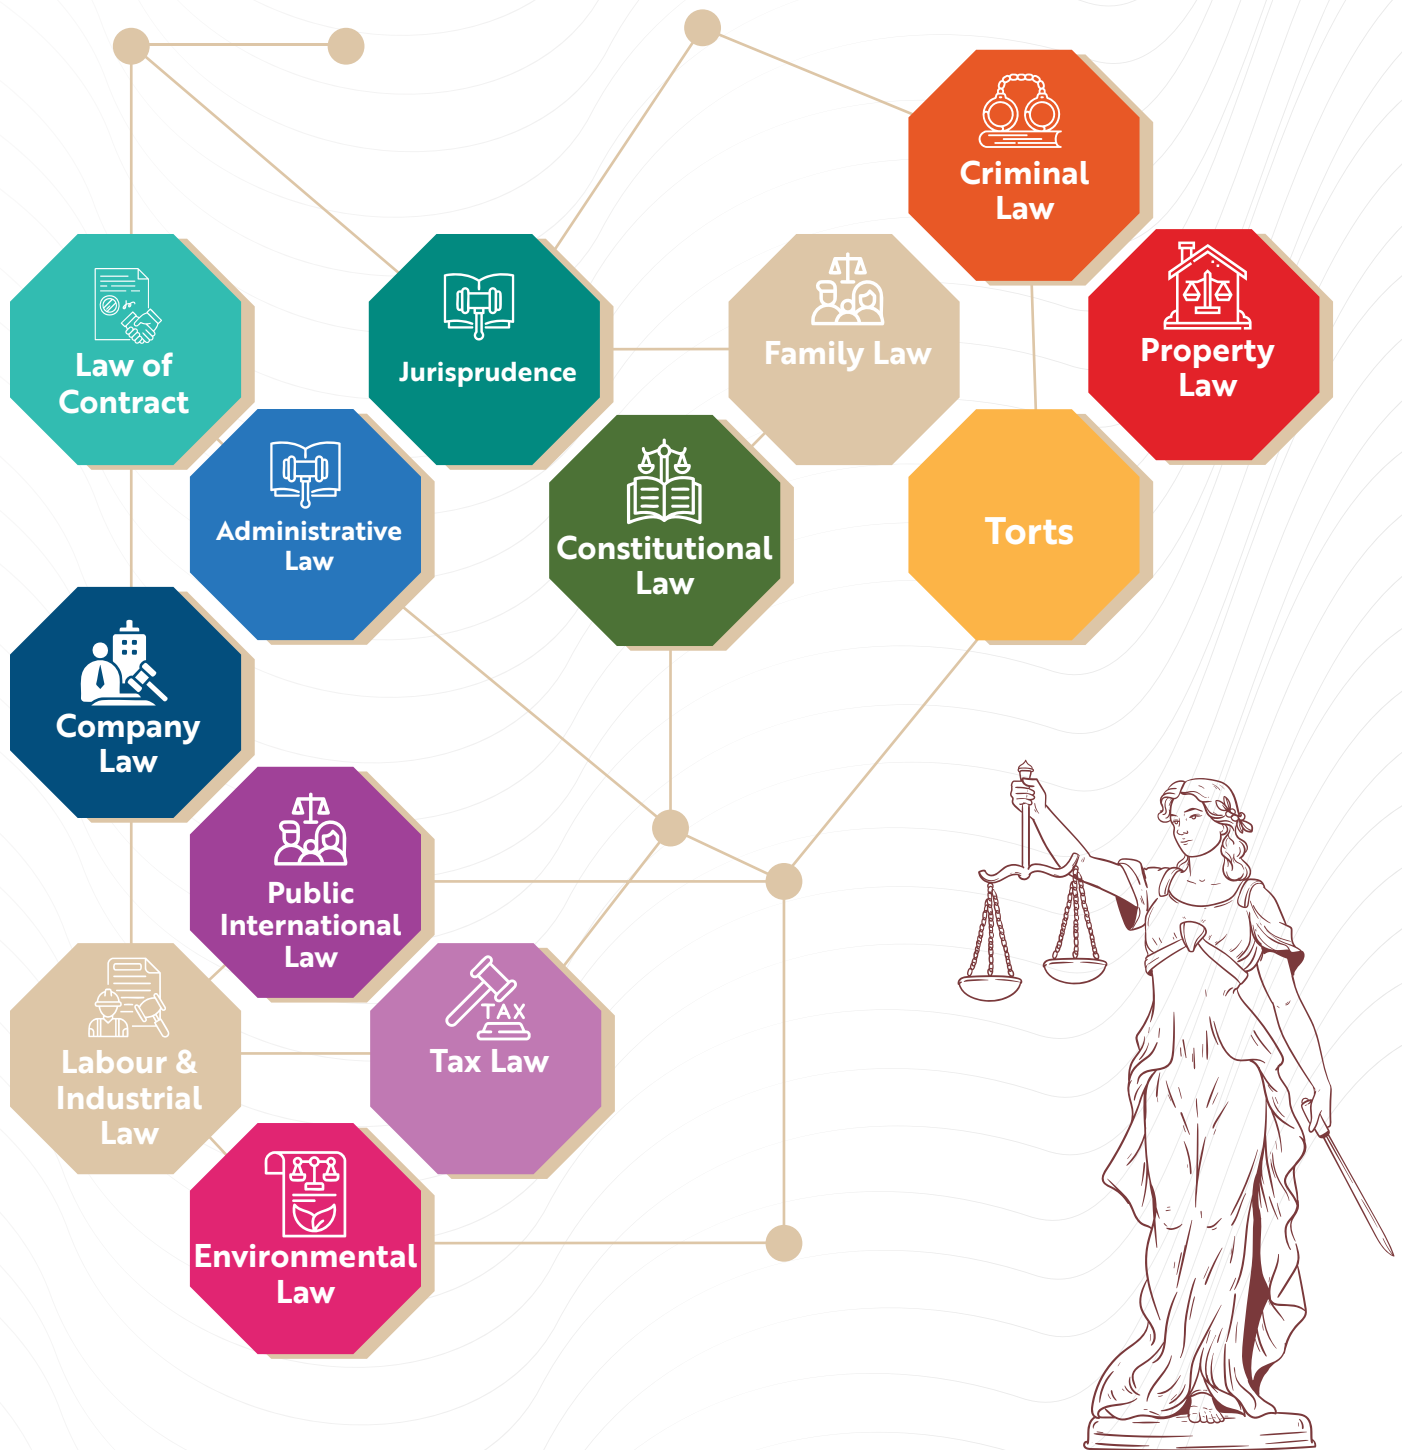 Criminal
Law
Law of
Contract
Jurisprudence
Family Law
Property
Law
Administrative
Law
Constitutional
Law
Torts
Company
Law
Public
International
Law
Labour &
Industrial
Law
TAX
Tax Law
Environmental
Law